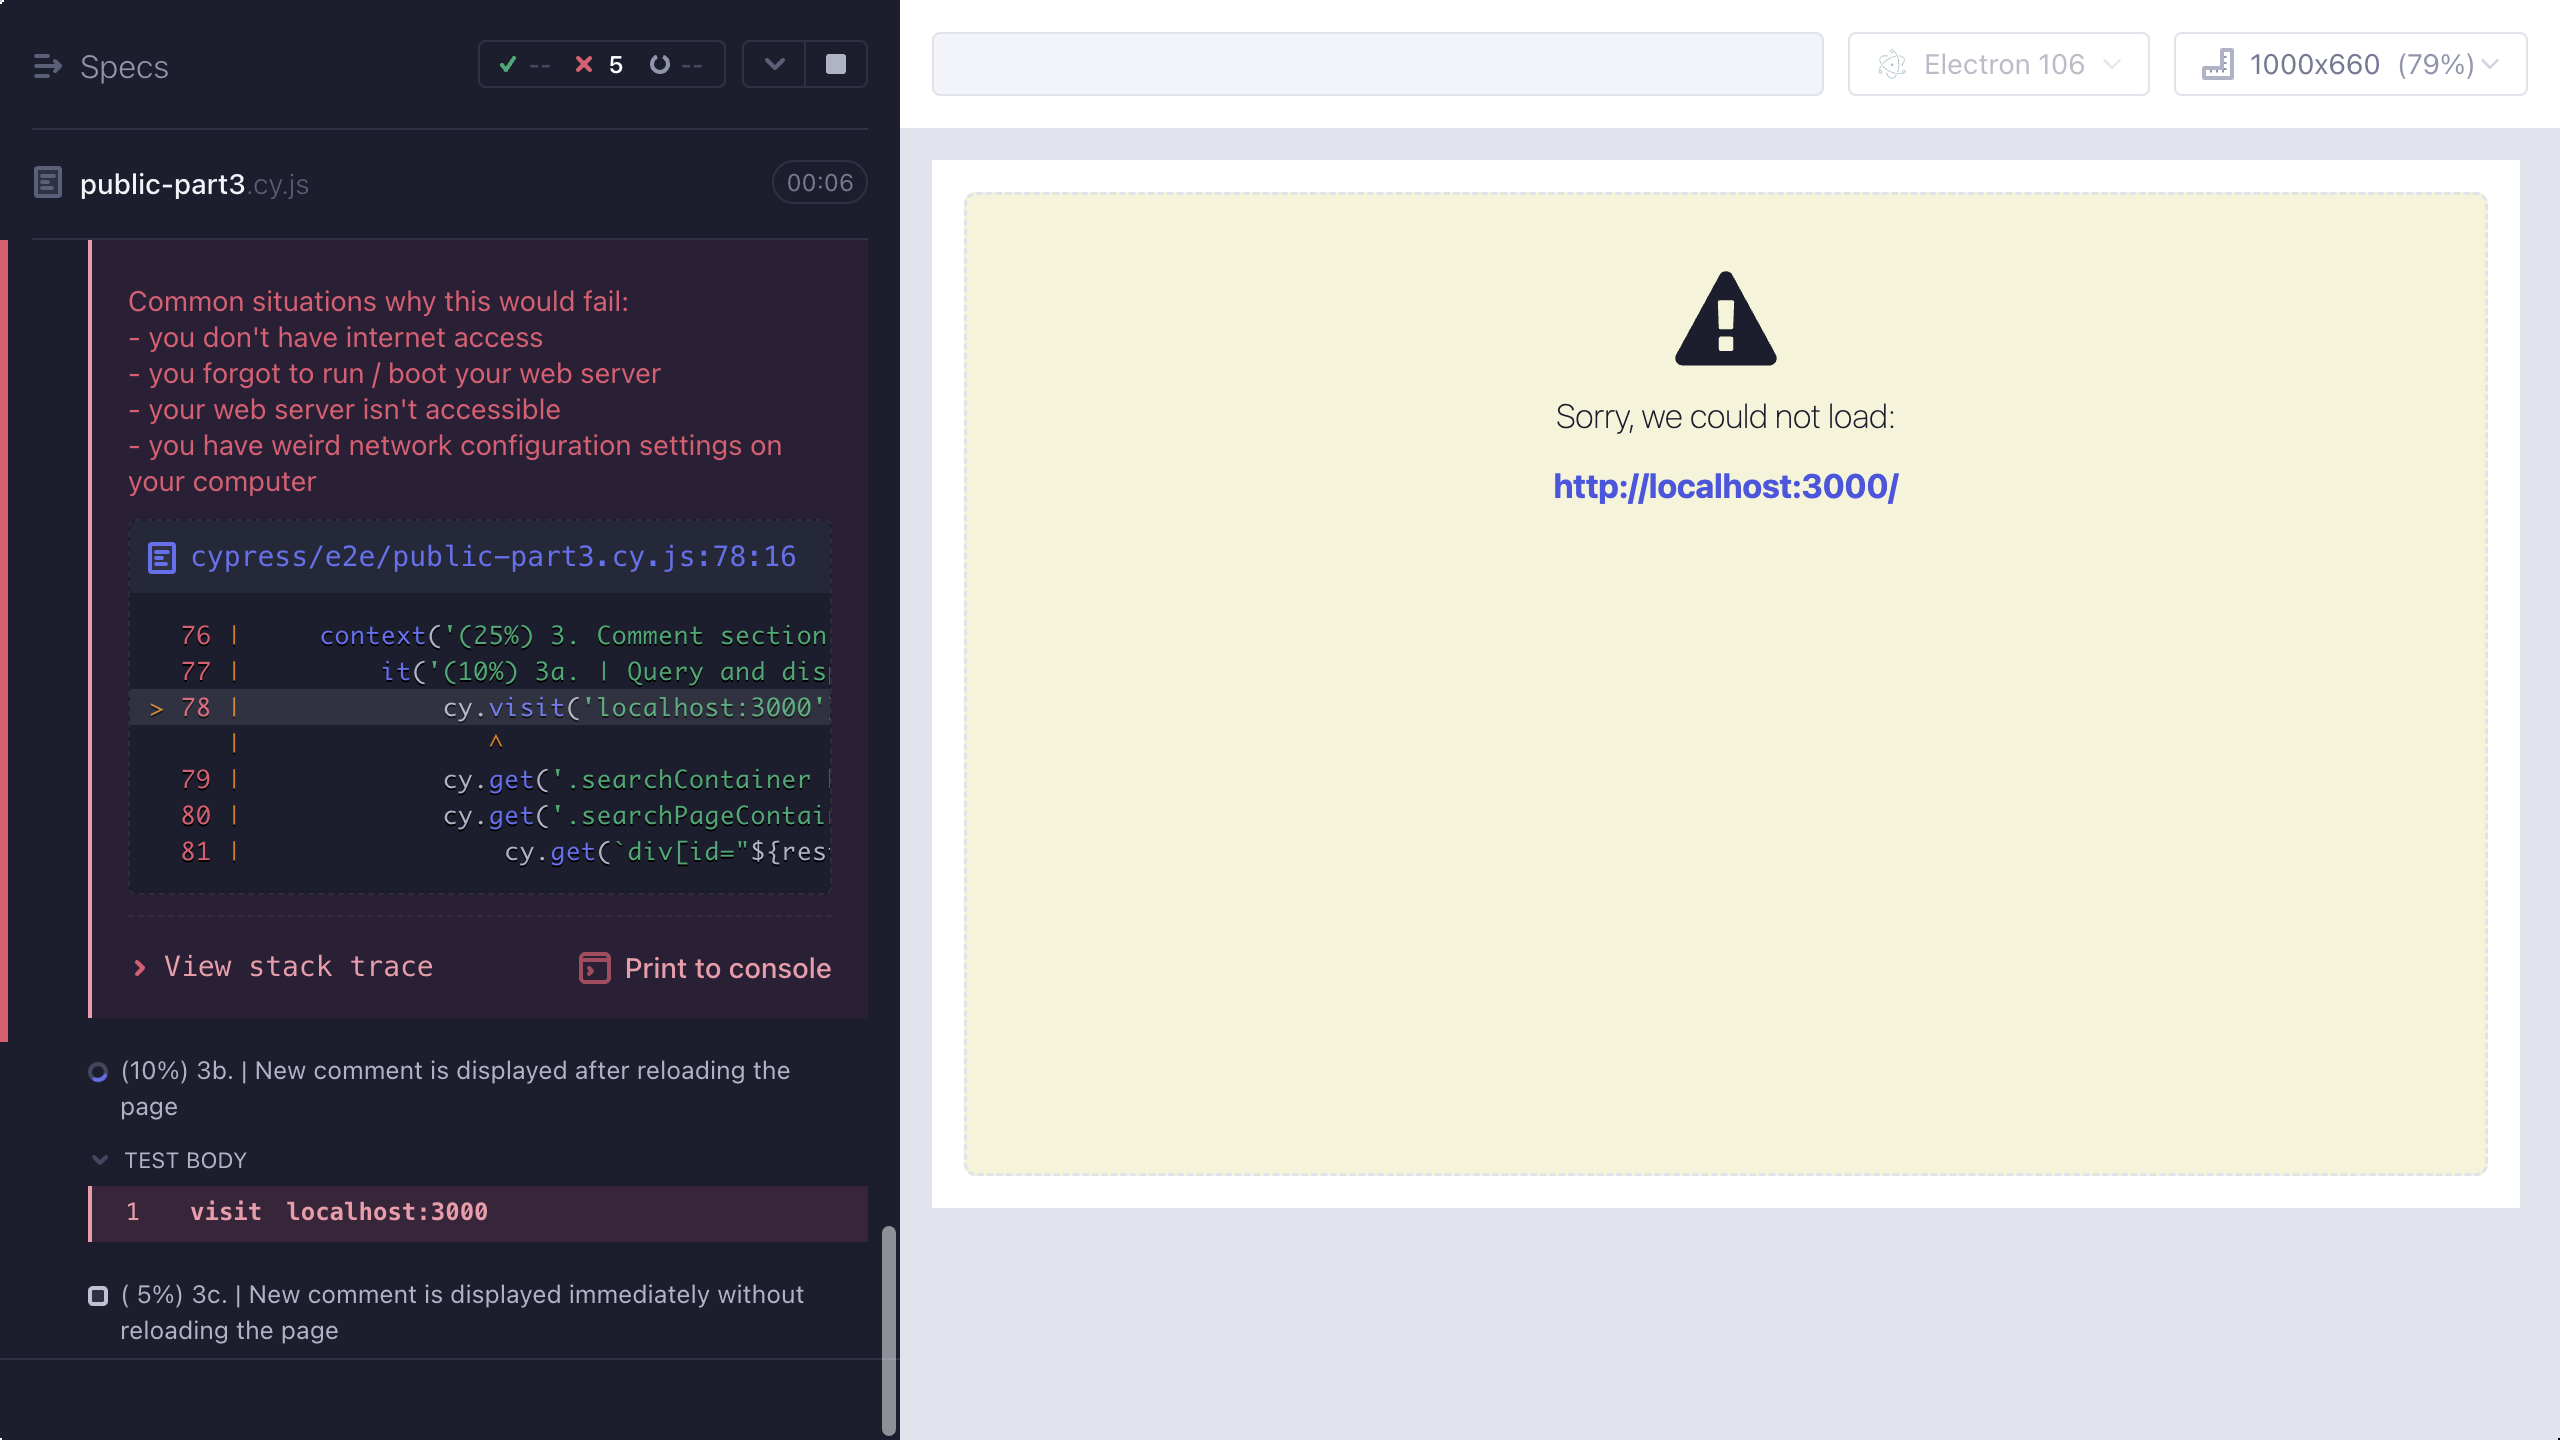 Specs
-- 5 --
public-part3.cy.js 00:06
Common situations why this would fail:
- you don't have internet access
- you forgot to run / boot your web server
- your web server isn't accessible
- you have weird network configuration settings on
your computer
cypress/e2e/public-part3.cy.js:78:16
76 | context('(25%) 3. Comment section
77 | it('(10%) 3a. | Query and dis
> 78 | cy.visit('localhost:3000'
| ^
79 | cy.get('.searchContainer
80 | cy.get('.searchPageContai
81 | cy.get(`div[id="${res
View stack trace
Print to console
(10%) 3b. | New comment is displayed after reloading the
page
TEST BODY
1 visit localhost:3000
( 5%) 3c. | New comment is displayed immediately without
reloading the page
Electron 106
1000x660 (79%)
Sorry, we could not load:
http://localhost:3000/